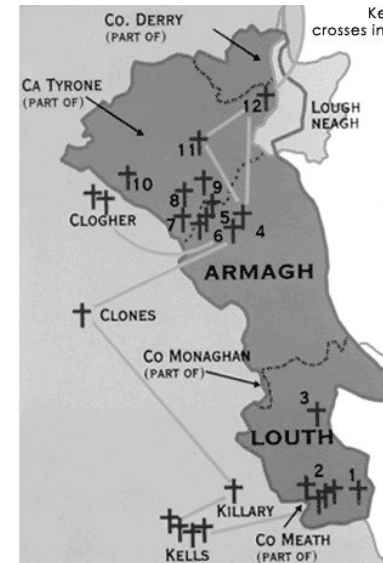 Ke
crosses in
Co. Derry
(PART OF)
Ca Tyrone
(PART OF)
LOUGH
NEAGH
12
11
10
9
8
7
5
6
4
CLOGHER
ARMAGH
CLONES
Co Monaghan
(PART OF)
3
LOUTH
2
1
KILLARY
KELLS
Co Meath
(PART OF)